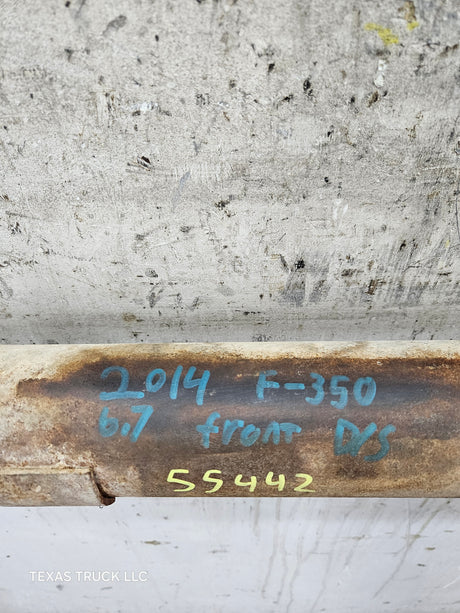 2014 F-350
6.7 front D/S
55442
TEXAS TRUCK LLC